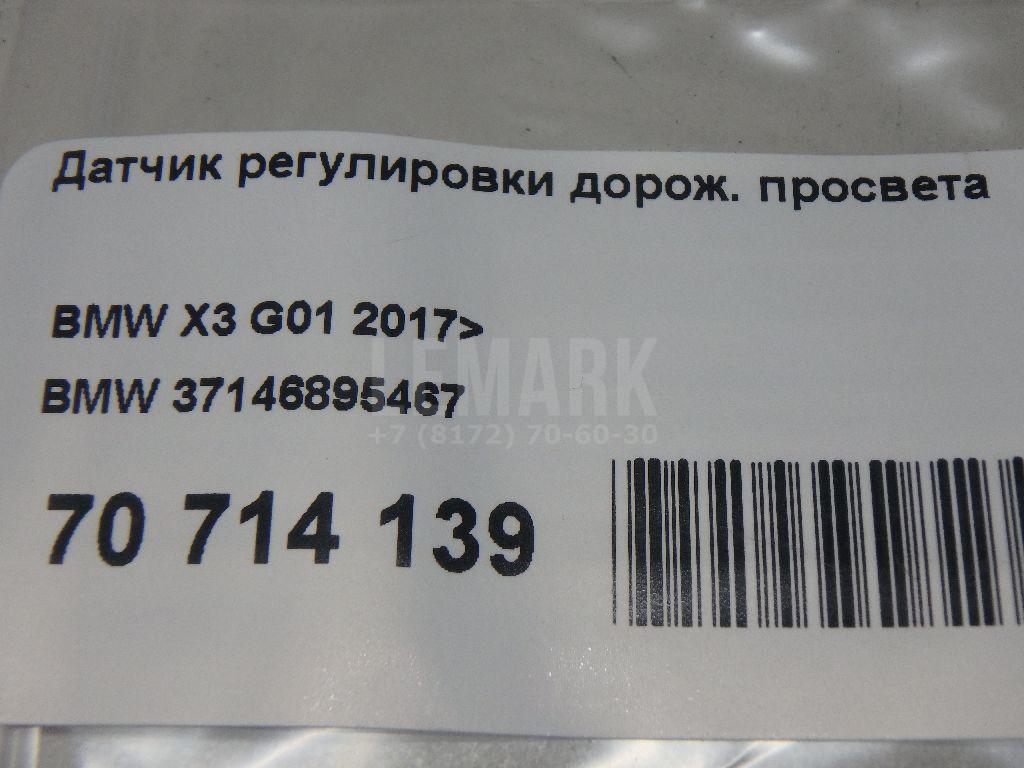 Датчик регулировки дорож. просвета
BMW X3 G01 2017>
BMW 37146895467
LEMARK
+7 (8172) 70-60-30
70 714 139